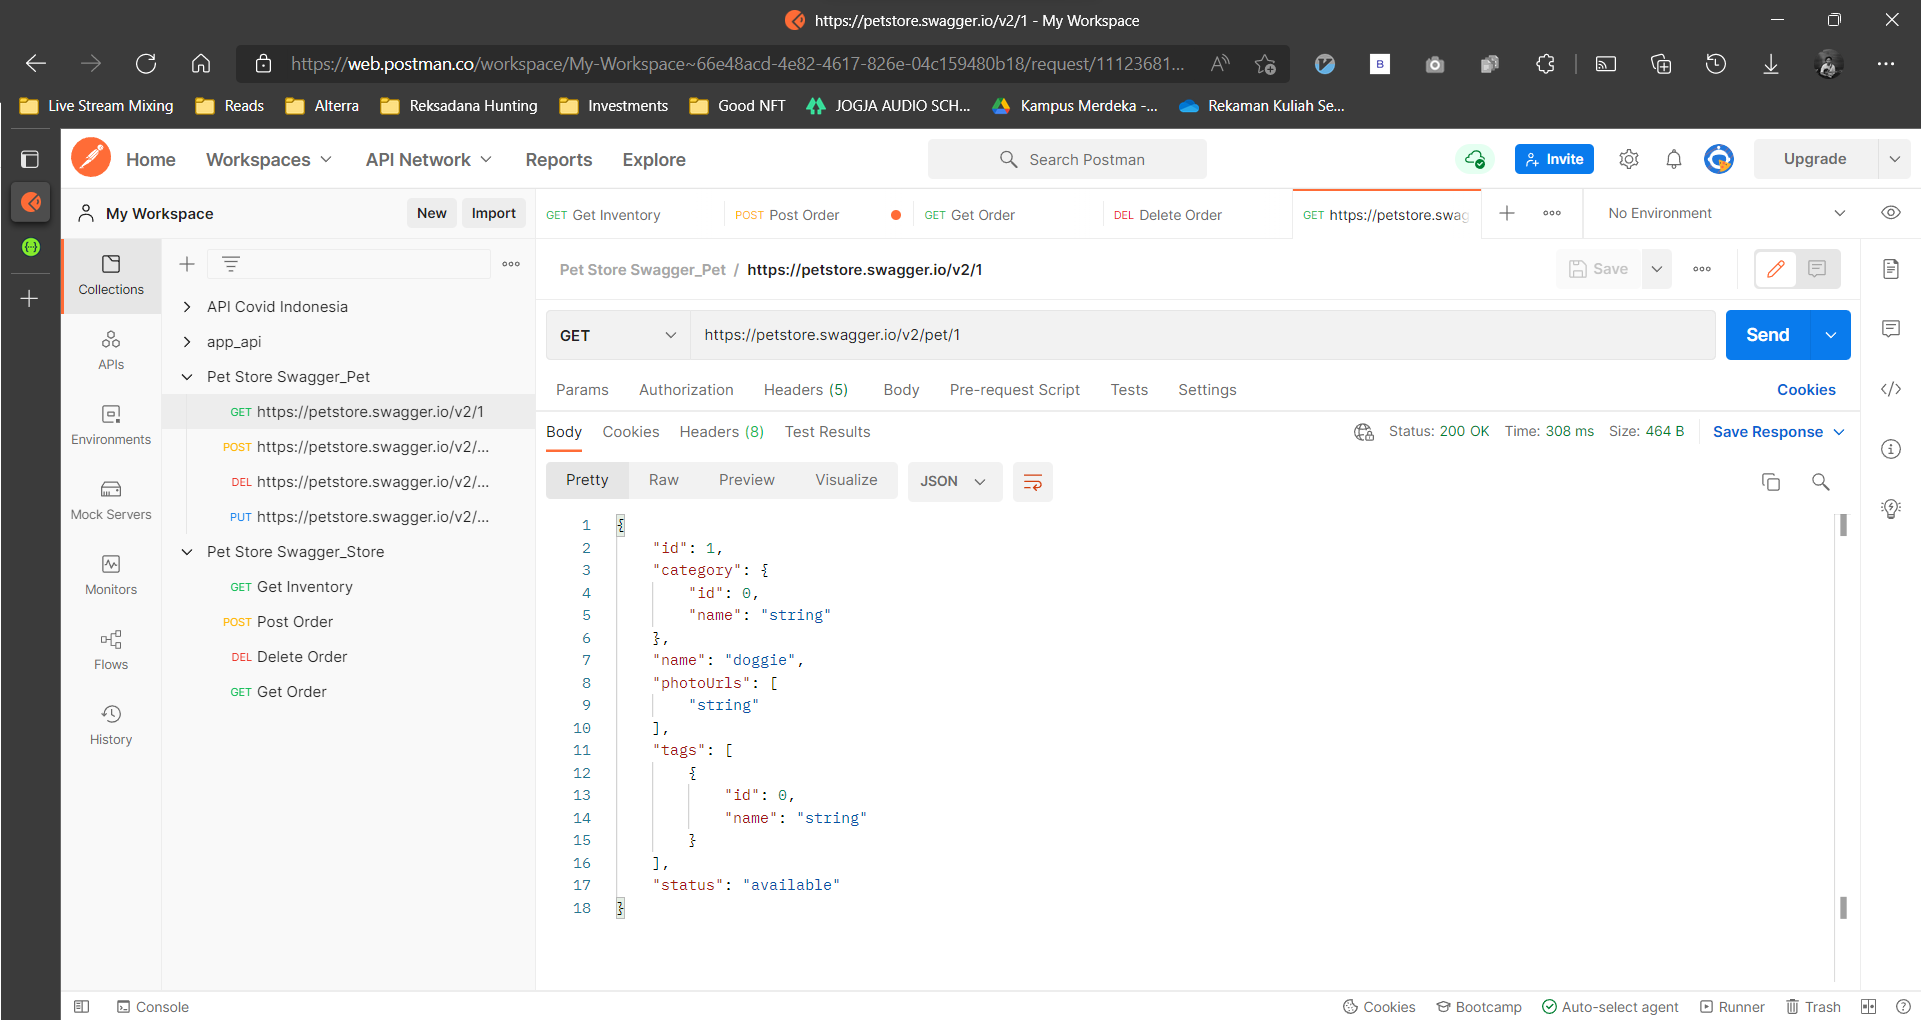 https://petstore.swagger.io/v2/1 - My Workspace
https://web.postman.co/workspace/My-Workspace~66e48acd-4e82-4617-826e-04c159480b18/request/11123681...
Live Stream Mixing Reads Alterra Reksadana Hunting Investments Good NFT JOGJA AUDIO SCH... Kampus Merdeka -... Rekaman Kuliah Se...
Home Workspaces API Network Reports Explore Search Postman Invite Upgrade
My Workspace New Import
GET Get Inventory POST Post Order GET Get Order DEL Delete Order GET https://petstore.swag No Environment
Collections
APIs
Environments
Mock Servers
Monitors
Flows
History
API Covid Indonesia
app_api
Pet Store Swagger_Pet
GET https://petstore.swagger.io/v2/1
POST https://petstore.swagger.io/v2/...
DEL https://petstore.swagger.io/v2/...
PUT https://petstore.swagger.io/v2/...
Pet Store Swagger_Store
GET Get Inventory
POST Post Order
DEL Delete Order
GET Get Order
Pet Store Swagger_Pet / https://petstore.swagger.io/v2/1 Save
GET https://petstore.swagger.io/v2/pet/1 Send
Params Authorization Headers (5) Body Pre-request Script Tests Settings Cookies
Body Cookies Headers (8) Test Results Status: 200 OK Time: 308 ms Size: 464 B Save Response
Pretty Raw Preview Visualize JSON
1 {
2 "id": 1,
3 "category": {
4 "id": 0,
5 "name": "string"
6 },
7 "name": "doggie",
8 "photoUrls": [
9 "string"
10 ],
11 "tags": [
12 {
13 "id": 0,
14 "name": "string"
15 }
16 ],
17 "status": "available"
18 }
Console Cookies Bootcamp Auto-select agent Runner Trash